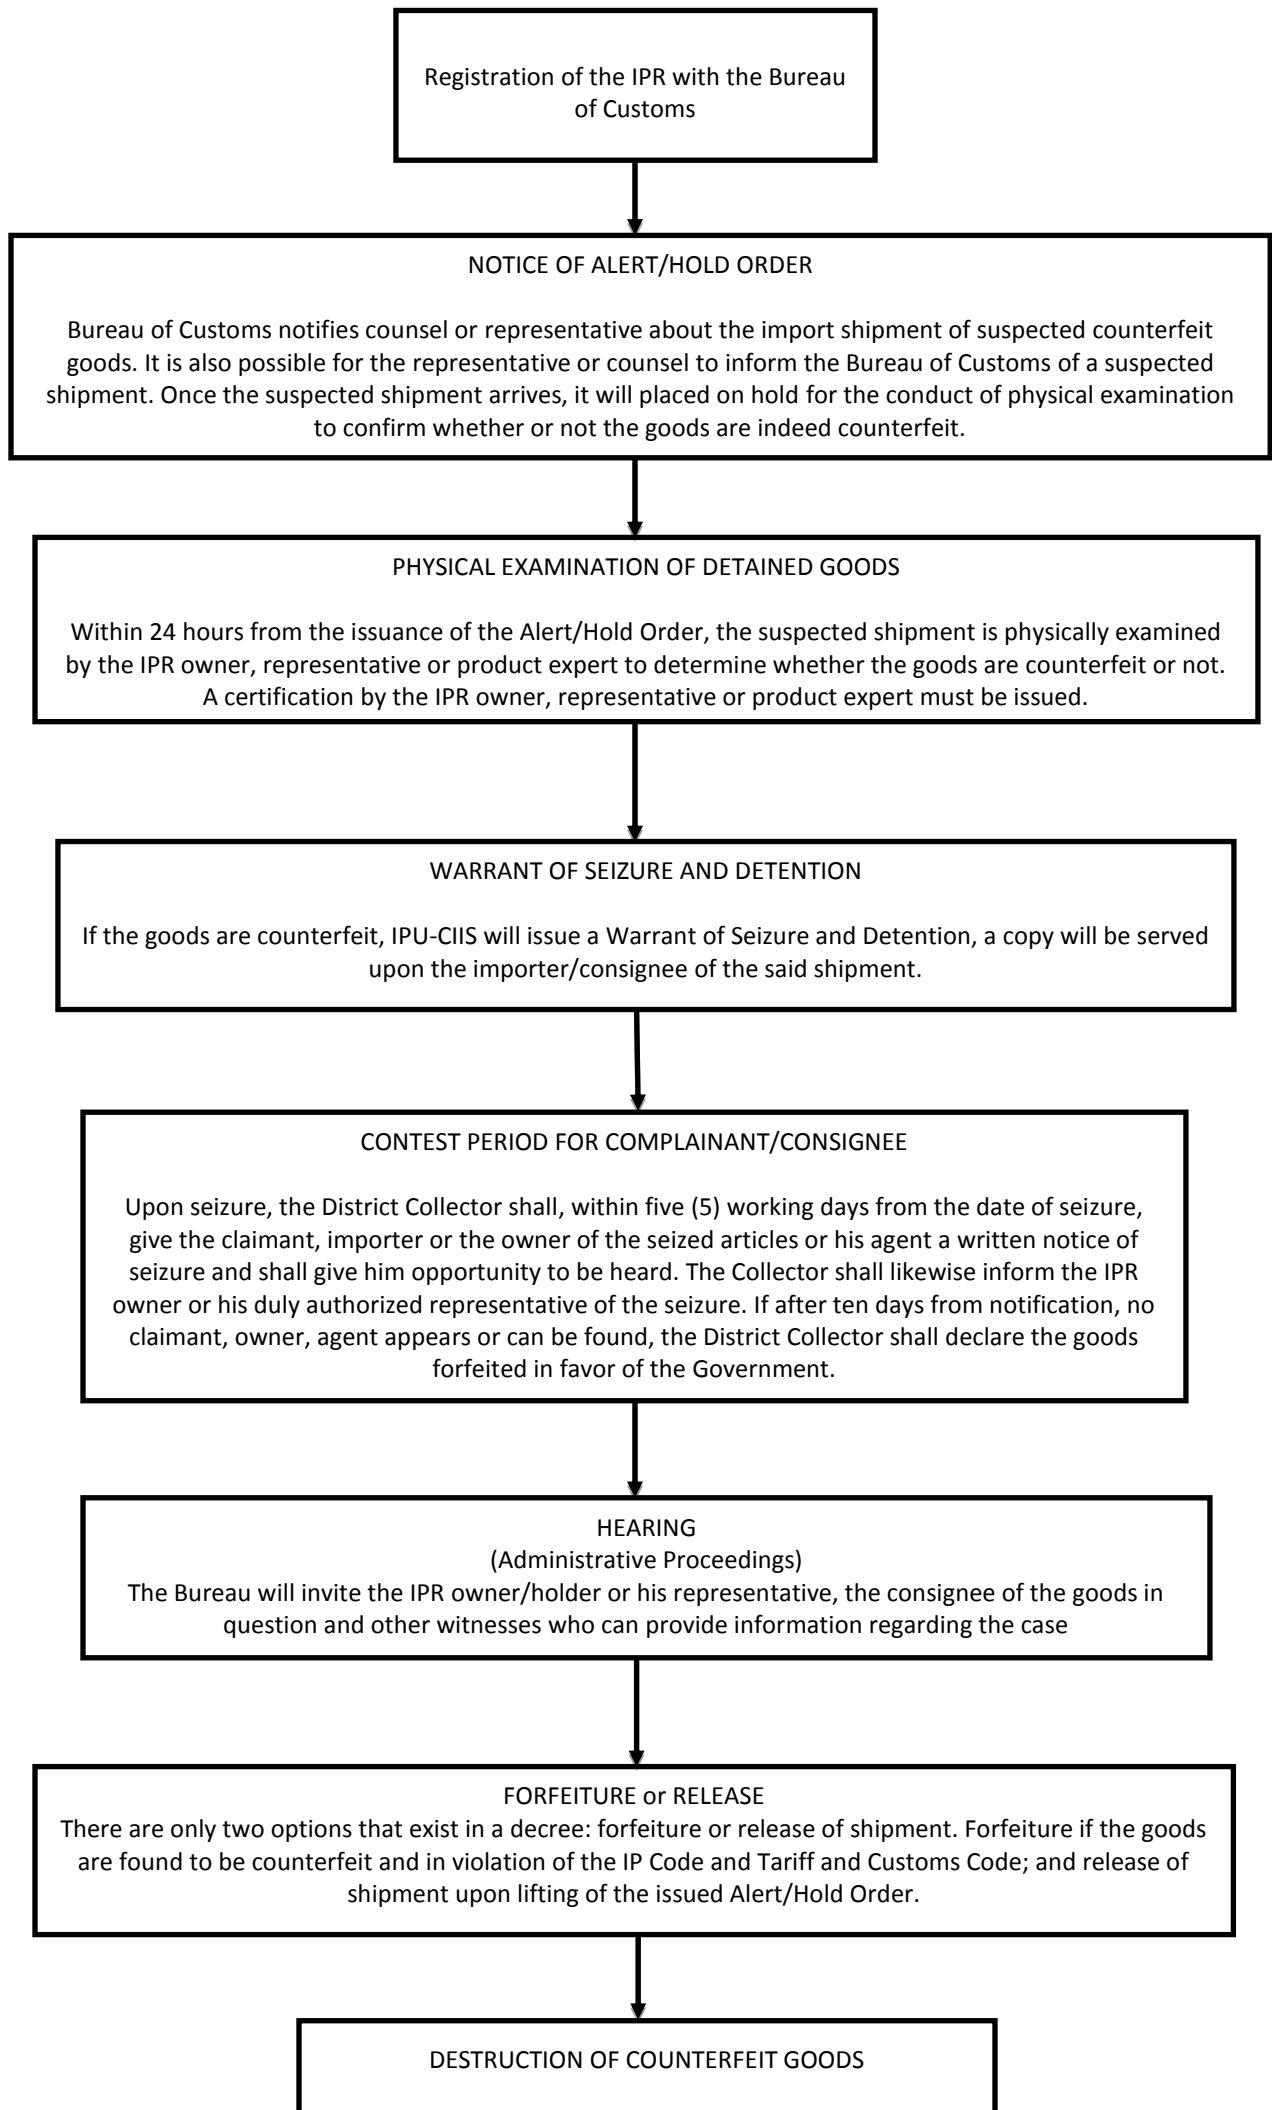 Registration of the IPR with the Bureau
of Customs
NOTICE OF ALERT/HOLD ORDER
Bureau of Customs notifies counsel or representative about the import shipment of suspected counterfeit
goods. It is also possible for the representative or counsel to inform the Bureau of Customs of a suspected
shipment. Once the suspected shipment arrives, it will placed on hold for the conduct of physical examination
to confirm whether or not the goods are indeed counterfeit.
PHYSICAL EXAMINATION OF DETAINED GOODS
Within 24 hours from the issuance of the Alert/Hold Order, the suspected shipment is physically examined
by the IPR owner, representative or product expert to determine whether the goods are counterfeit or not.
A certification by the IPR owner, representative or product expert must be issued.
WARRANT OF SEIZURE AND DETENTION
If the goods are counterfeit, IPU-CIIS will issue a Warrant of Seizure and Detention, a copy will be served
upon the importer/consignee of the said shipment.
CONTEST PERIOD FOR COMPLAINANT/CONSIGNEE
Upon seizure, the District Collector shall, within five (5) working days from the date of seizure,
give the claimant, importer or the owner of the seized articles or his agent a written notice of
seizure and shall give him opportunity to be heard. The Collector shall likewise inform the IPR
owner or his duly authorized representative of the seizure. If after ten days from notification, no
claimant, owner, agent appears or can be found, the District Collector shall declare the goods
forfeited in favor of the Government.
HEARING
(Administrative Proceedings)
The Bureau will invite the IPR owner/holder or his representative, the consignee of the goods in
question and other witnesses who can provide information regarding the case
FORFEITURE or RELEASE
There are only two options that exist in a decree: forfeiture or release of shipment. Forfeiture if the goods
are found to be counterfeit and in violation of the IP Code and Tariff and Customs Code; and release of
shipment upon lifting of the issued Alert/Hold Order.
DESTRUCTION OF COUNTERFEIT GOODS